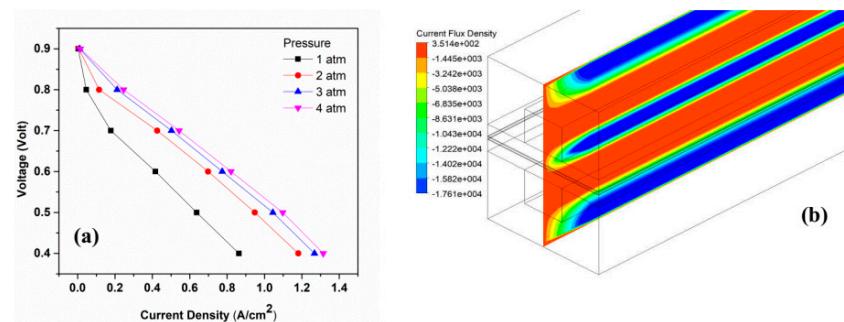 Pressure
1 atm
2 atm
3 atm
4 atm
0.9
0.8
0.7
0.6
0.5
0.4
Voltage (Volt)
(a)
0.0 0.2 0.4 0.6 0.8 1.0 1.2 1.4
Current Density (A/cm²)
Current Flux Density
3.514e+002
-1.445e+003
-3.242e+003
-5.038e+003
-6.835e+003
-8.631e+003
-1.043e+004
-1.222e+004
-1.402e+004
-1.582e+004
-1.761e+004
(b)